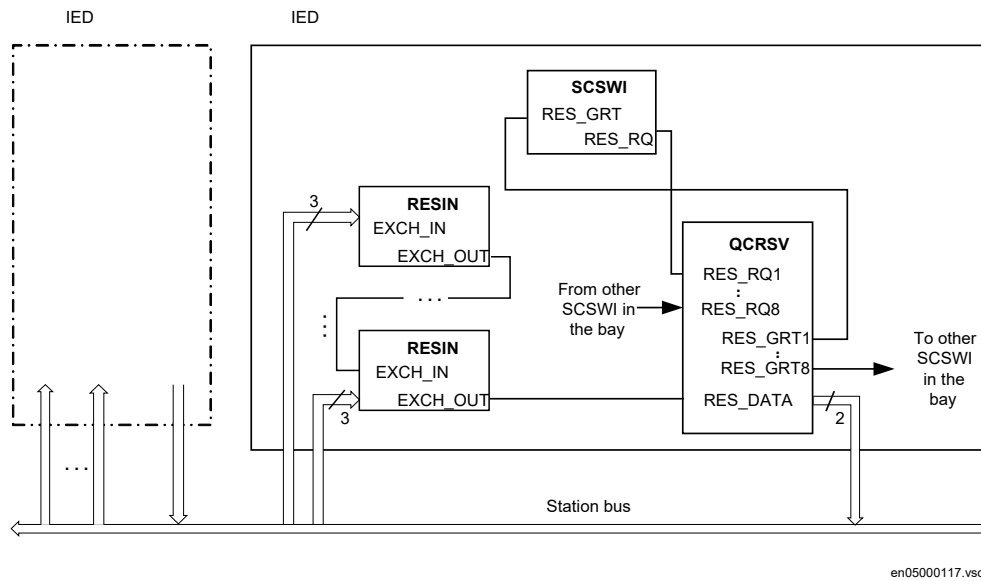 IED
IED
SCSWI
RES_GRT
RES_RQ
3
RESIN
EXCH_IN
EXCH_OUT
. . .
. . .
RESIN
EXCH_IN
EXCH_OUT
3
From other
SCSWI in
the bay
QCRSV
RES_RQ1
:
RES_RQ8
RES_GRT1
:
RES_GRT8
RES_DATA
2
To other
SCSWI
in the
bay
. . .
Station bus
en05000117.vsd